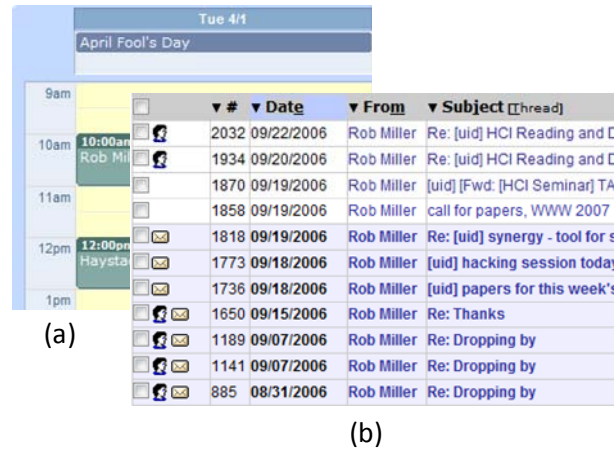 Tue 4/1
April Fool's Day
9am
10am 10:00am
Rob
11am
12pm 12:00pm
1pm
(a)
# Date From Subject [Thread]
2032 09/22/2006 Rob Miller Re: [uid] HCI Reading and
1934 09/20/2006 Rob Miller Re: [uid] HCI Reading and
1870 09/19/2006 Rob Miller [uid] [Fwd: [HCI Seminar] TA
1858 09/19/2006 Rob Miller call for papers, WWW 2007
1818 09/19/2006 Rob Miller Re: [uid] synergy - tool for
1773 09/18/2006 Rob Miller [uid] hacking session today
1736 09/18/2006 Rob Miller [uid] papers for this week's
1650 09/15/2006 Rob Miller Re: Thanks
1189 09/07/2006 Rob Miller Re: Dropping by
1141 09/07/2006 Rob Miller Re: Dropping by
885 08/31/2006 Rob Miller Re: Dropping by
(b)